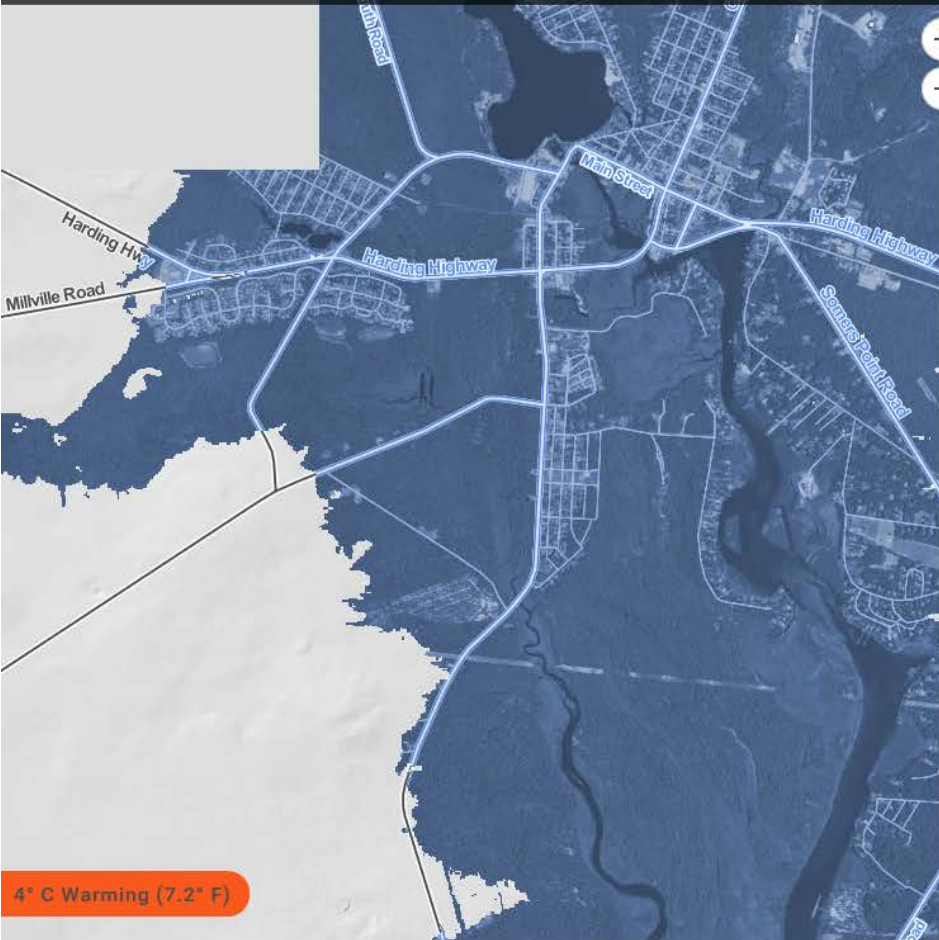 Main Street
Harding Highway
Harding Hwy
Harding Highway
Millville Road
Somers Point Road
4° C Warming (7.2° F)